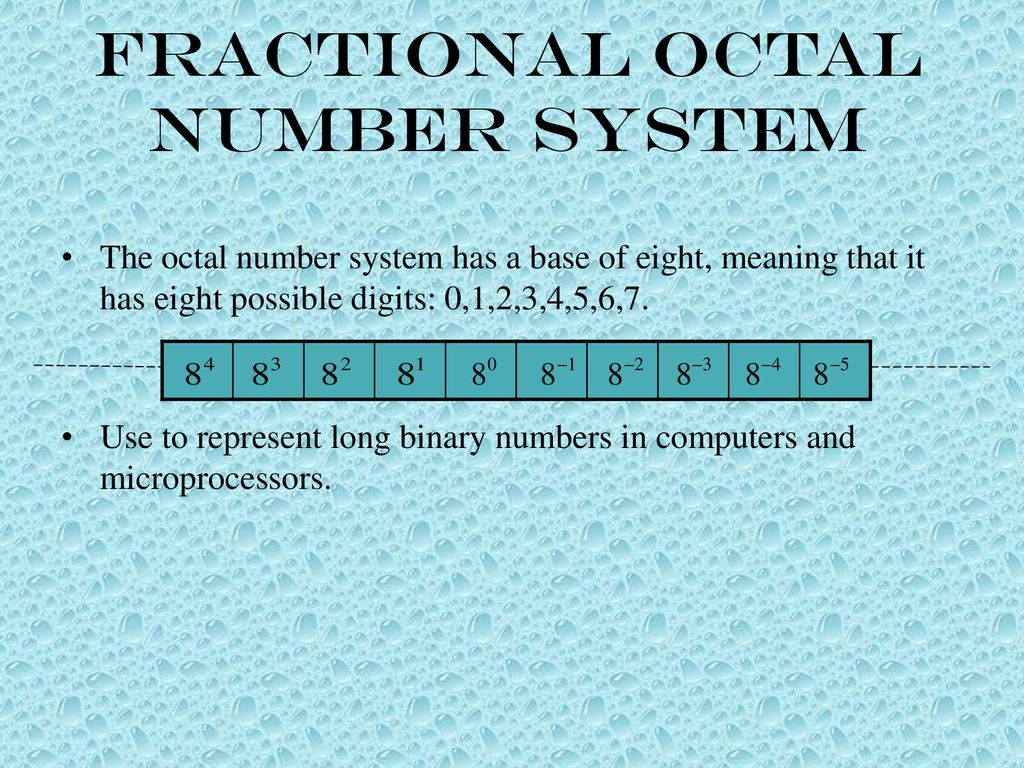 FRACTIONAL OCTAL
NUMBER SYSTEM
• The octal number system has a base of eight, meaning that it
has eight possible digits: 0,1,2,3,4,5,6,7.
8⁴ 8³ 8² 8¹ 8⁰ 8⁻¹ 8⁻² 8⁻³ 8⁻⁴ 8⁻⁵
• Use to represent long binary numbers in computers and
microprocessors.